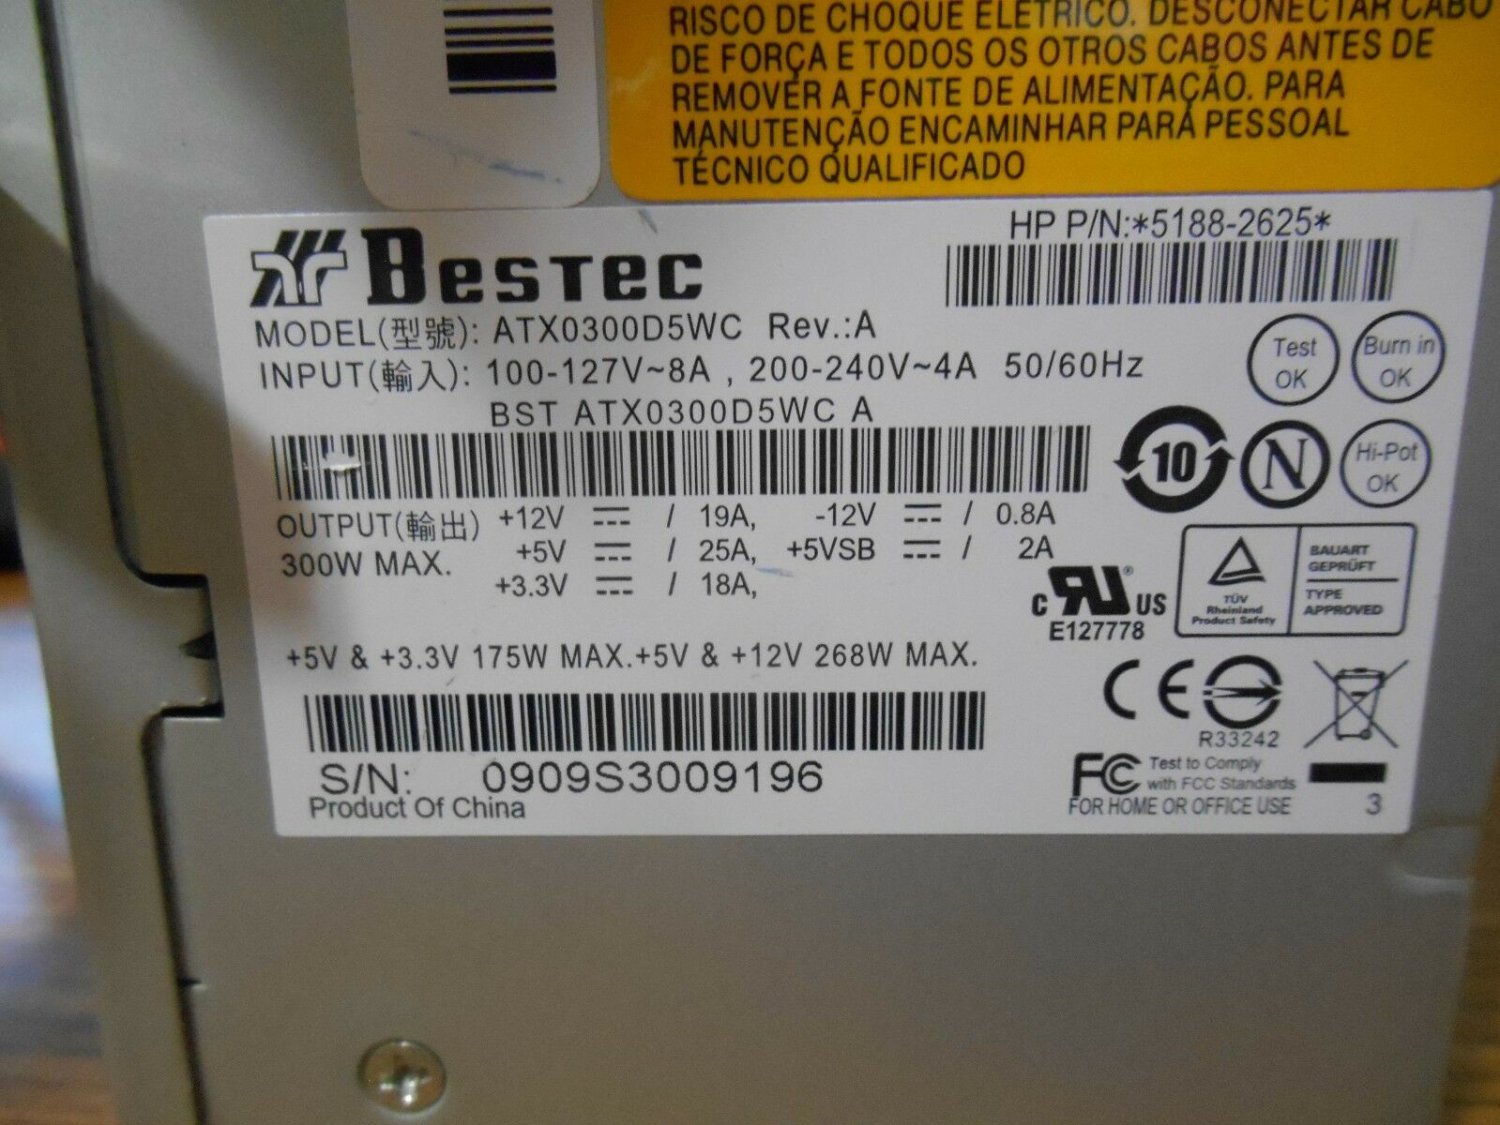 RISCO DE CHOQUE ELÉTRICO. DESCONECTAR CABO
DE FORÇA E TODOS OS OTROS CABOS ANTES DE
REMOVER A FONTE DE ALIMENTAÇÃO. PARA
MANUTENÇÃO ENCAMINHAR PARA PESSOAL
TÉCNICO QUALIFICADO
HP P/N:*5188-2625*
BESTEC
MODEL(型號): ATX0300D5WC Rev.:A
INPUT(輸入): 100-127V~8A , 200-240V~4A 50/60Hz
BST ATX0300D5WC A
Test
OK
Burn in
OK
10
N
Hi-Pot
OK
OUTPUT(輸出) +12V ⎓ / 19A, -12V ⎓ / 0.8A
300W MAX. +5V ⎓ / 25A, +5VSB ⎓ / 2A
+3.3V ⎓ / 18A,
c RU ® US
E127778
TÜV
Rheinland
Product Safety
BAUART
GEPRÜFT
TYPE
APPROVED
+5V & +3.3V 175W MAX.+5V & +12V 268W MAX.
CE
R33242
S/N: 0909S3009196
Product Of China
FC Test to Comply
with FCC Standards
FOR HOME OR OFFICE USE
3